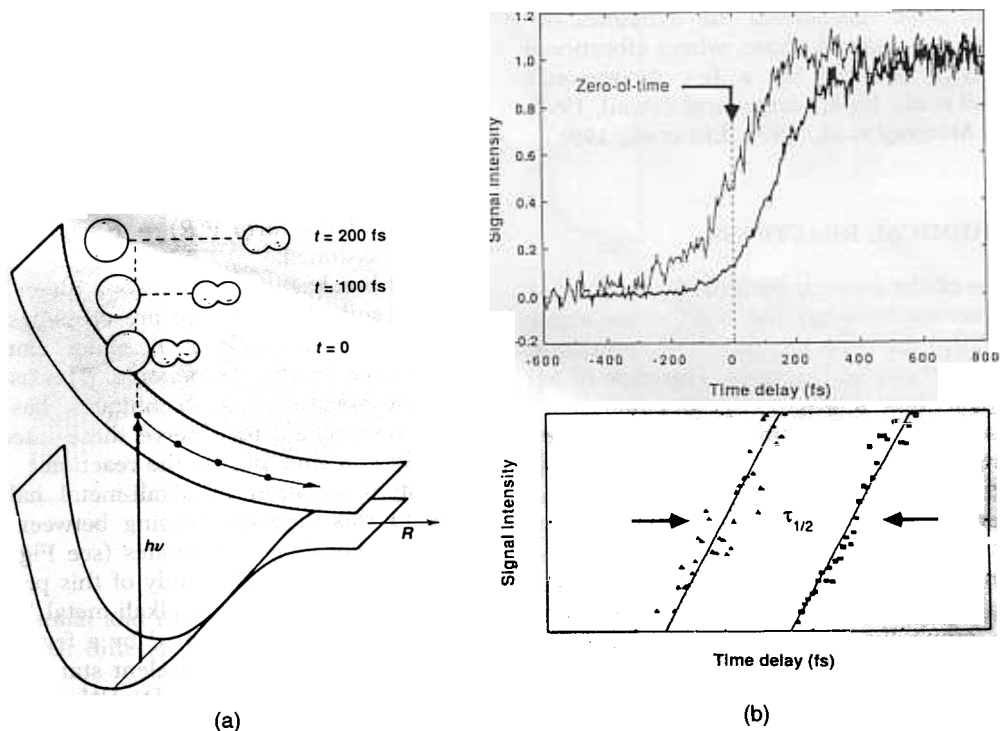 t = 200 fs
t = 100 fs
t = 0
hν
R
(a)
1.2
1.0
0.8
0.6
0.4
0.2
0.0
-0.2
Signal Intensity
Zero-of-time
-600 -400 -200 0 200 400 600 800
Time delay (fs)
Signal Intensity
τ1/2
Time delay (fs)
(b)